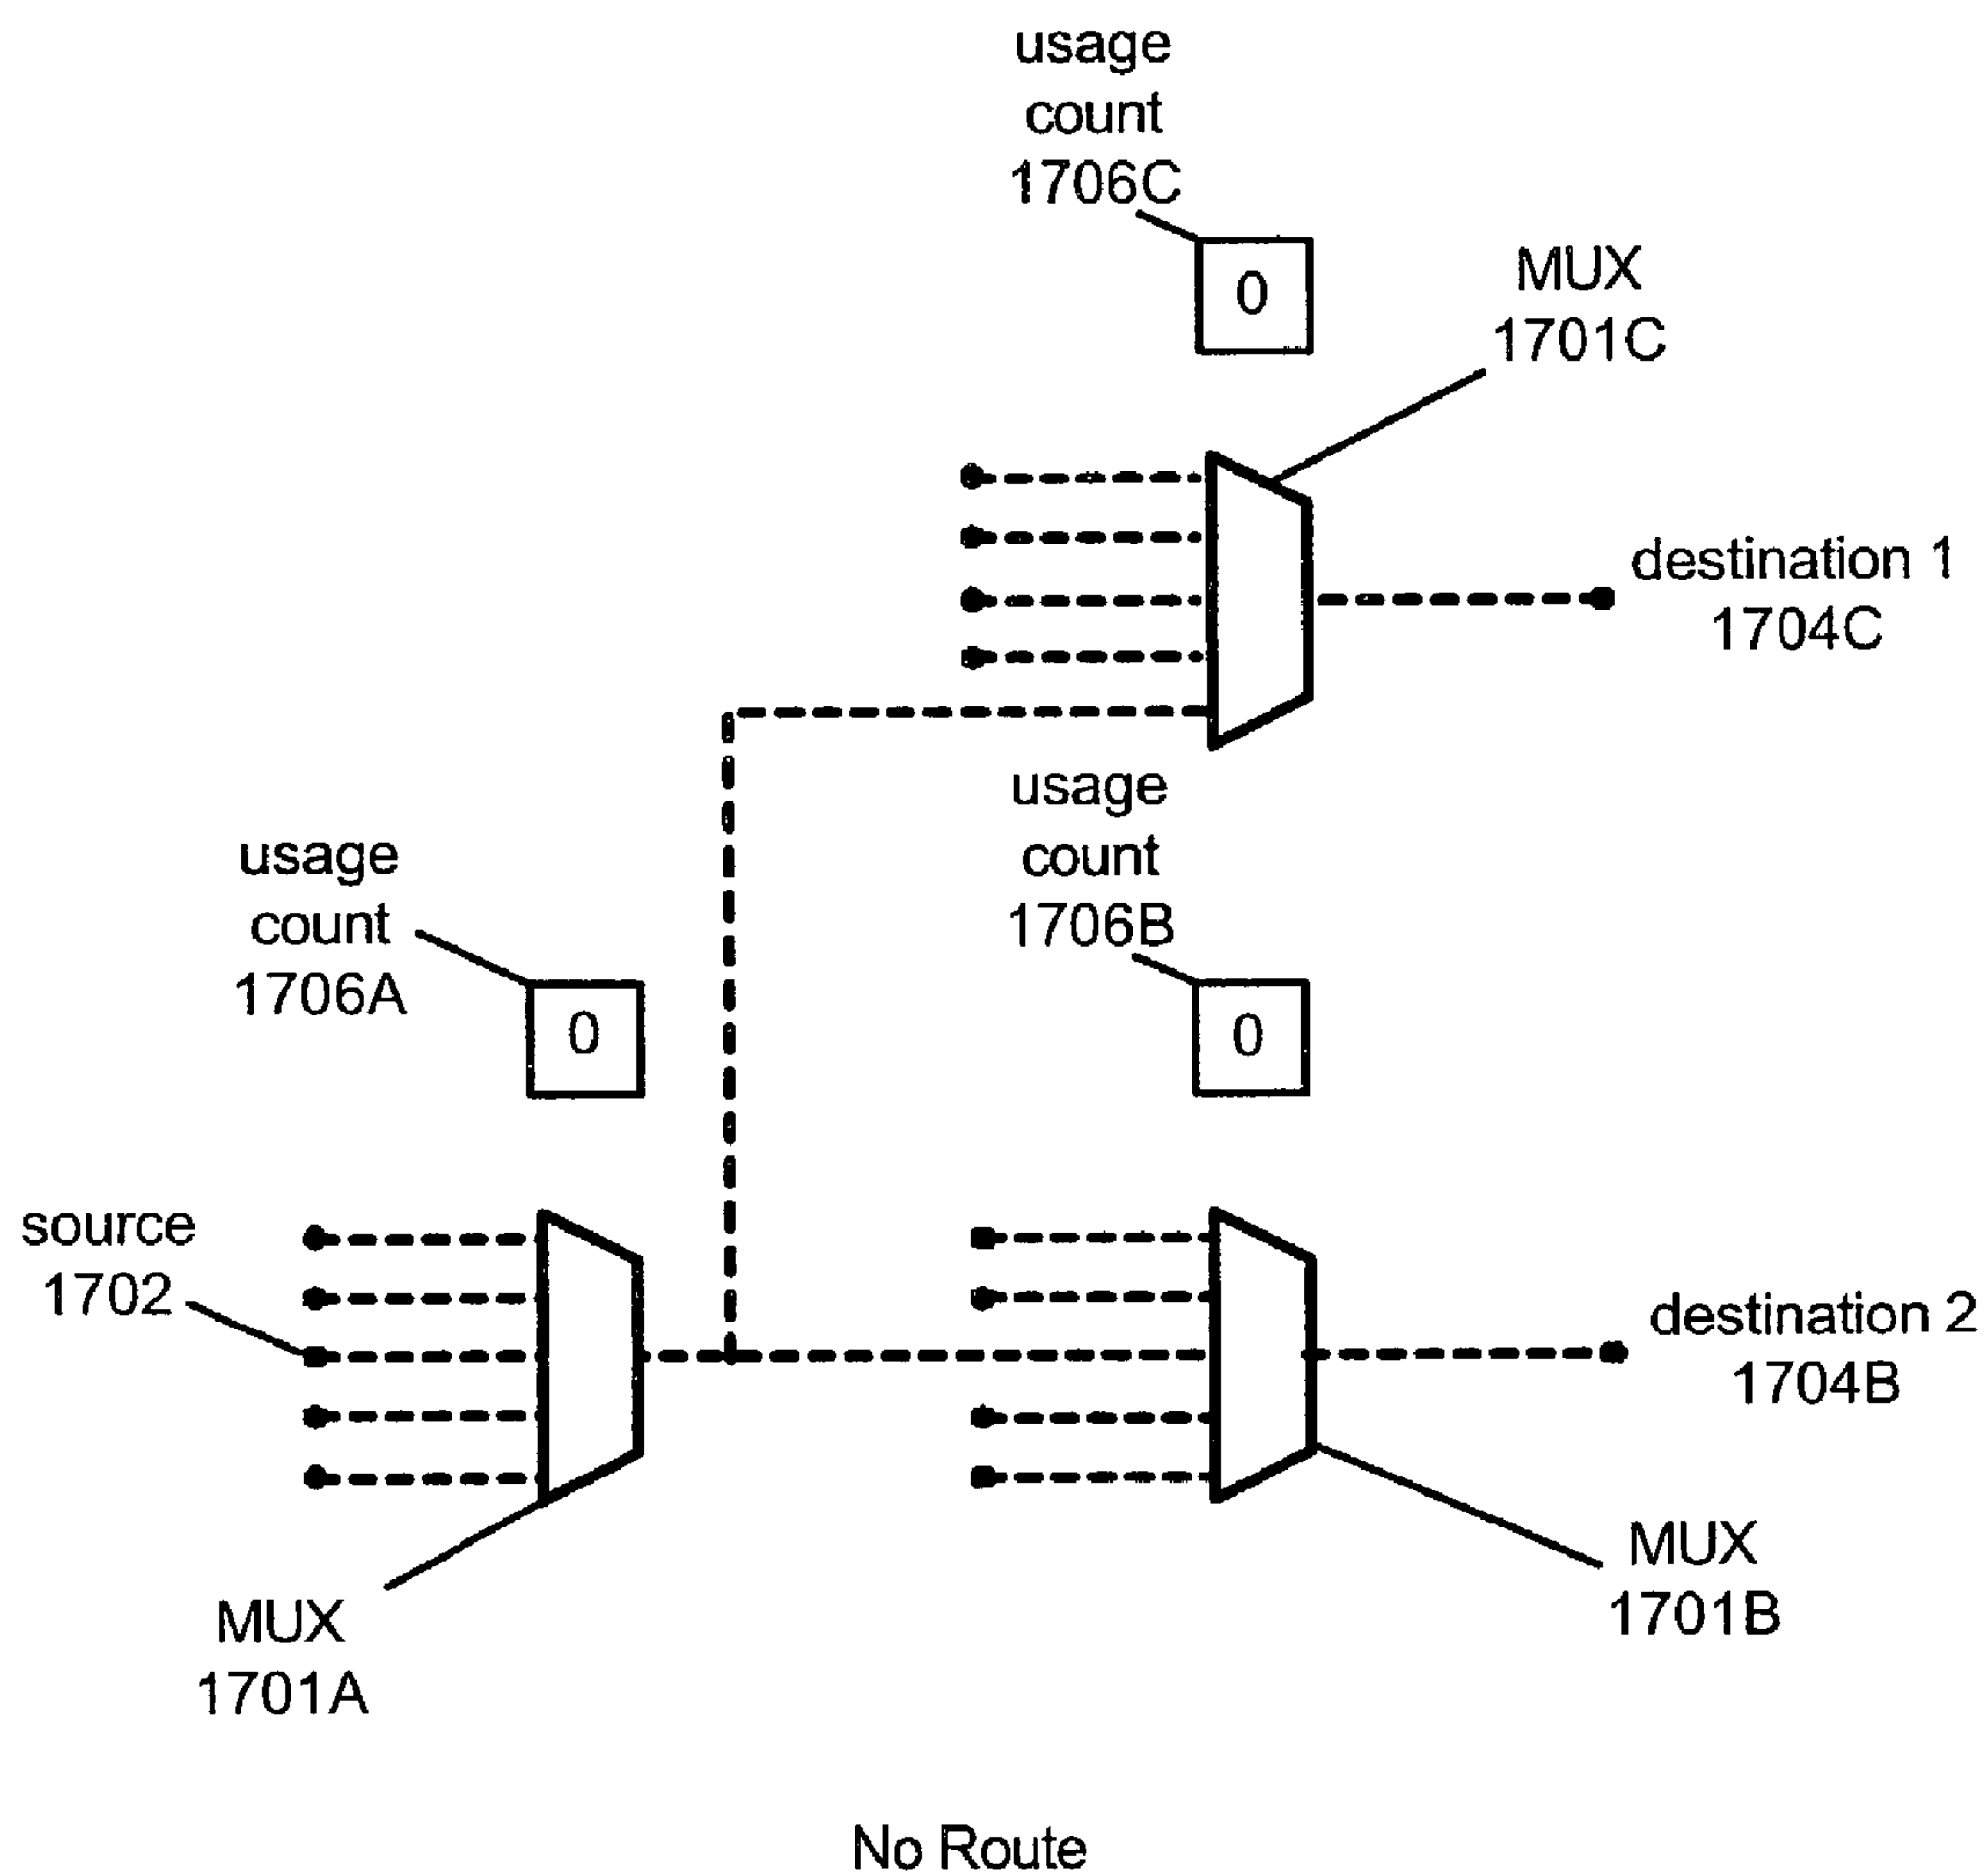 usage
count
1706C
0
MUX
1701C
destination 1
1704C
usage
count
1706B
0
usage
count
1706A
0
source
1702
destination 2
1704B
MUX
1701A
MUX
1701B
No Route